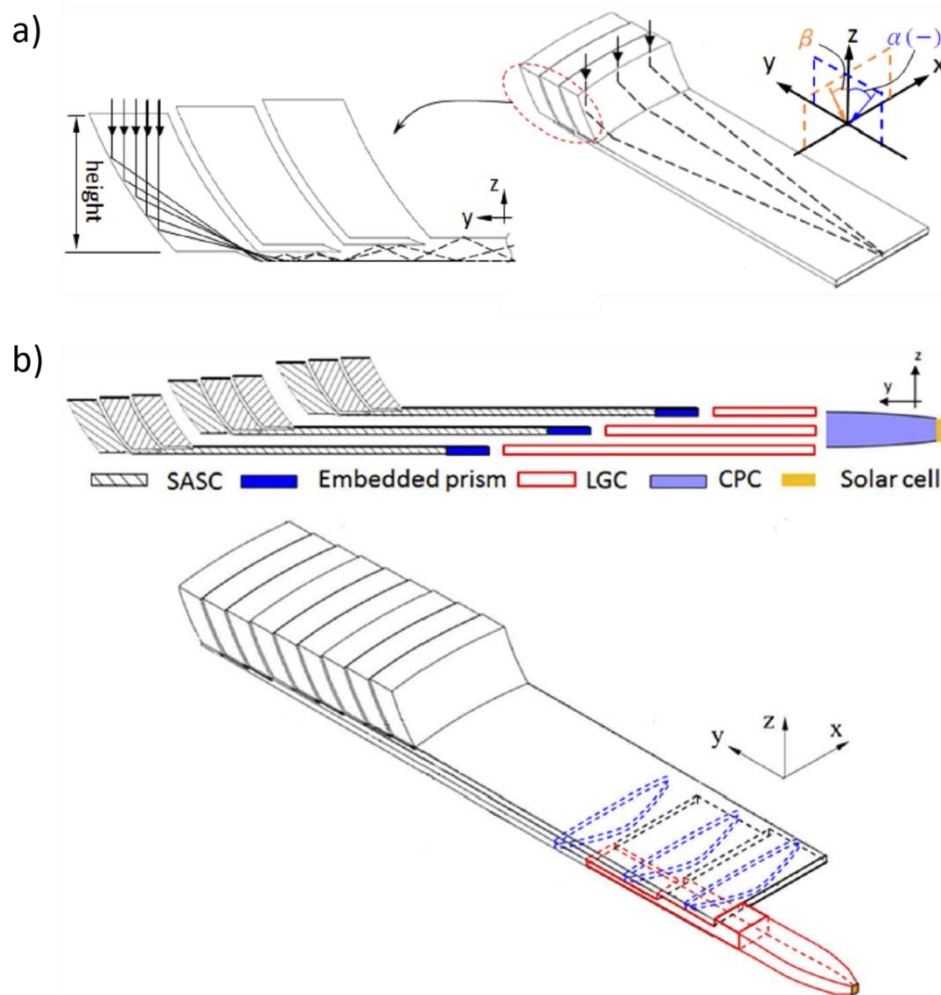 a)
height
z
y
β
z
α(−)
y
x
b)
z
y
SASC
Embedded prism
LGC
CPC
Solar cell
z
y
x